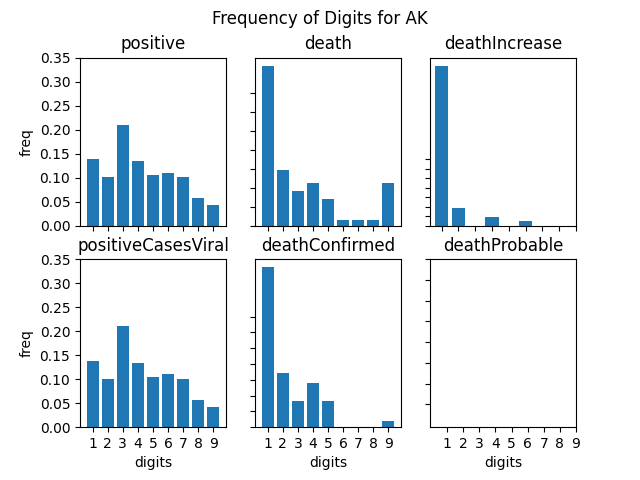 Frequency of Digits for AK
positive death deathIncrease
0.35
0.30
0.25
0.20
0.15
0.10
0.05
0.00
freq
positiveCasesViral deathConfirmed deathProbable
0.35
0.30
0.25
0.20
0.15
0.10
0.05
0.00
freq
1 2 3 4 5 6 7 8 9 1 2 3 4 5 6 7 8 9 1 2 3 4 5 6 7 8 9
digits digits digits